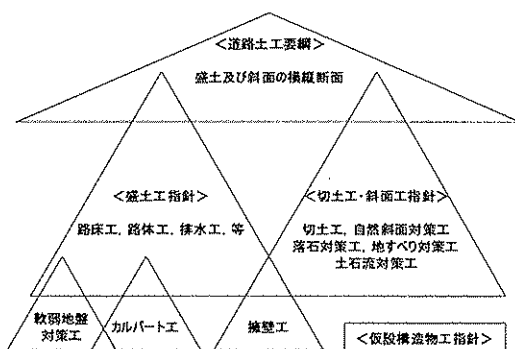 ＜道路土工要綱＞
盛土及び斜面の横縦断面
＜盛土工指針＞
路床工，路体工，排水工，等
＜切土工・斜面工指針＞
切土工，自然斜面対策工
落石対策工，地すべり対策工
土石流対策工
軟弱地盤
対策工
カルバート工
擁壁工
＜仮設構造物工指針＞